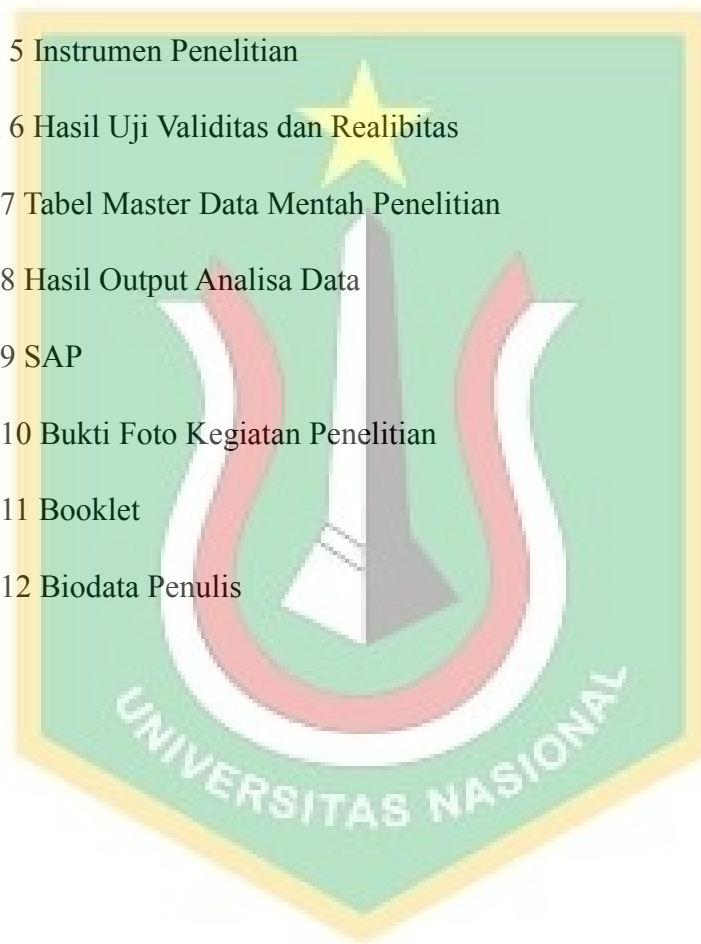 5 Instrumen Penelitian
6 Hasil Uji Validitas dan Realibitas
7 Tabel Master Data Mentah Penelitian
8 Hasil Output Analisa Data
9 SAP
10 Bukti Foto Kegiatan Penelitian
11 Booklet
12 Biodata Penulis
UNIVERSITAS NASIONAL